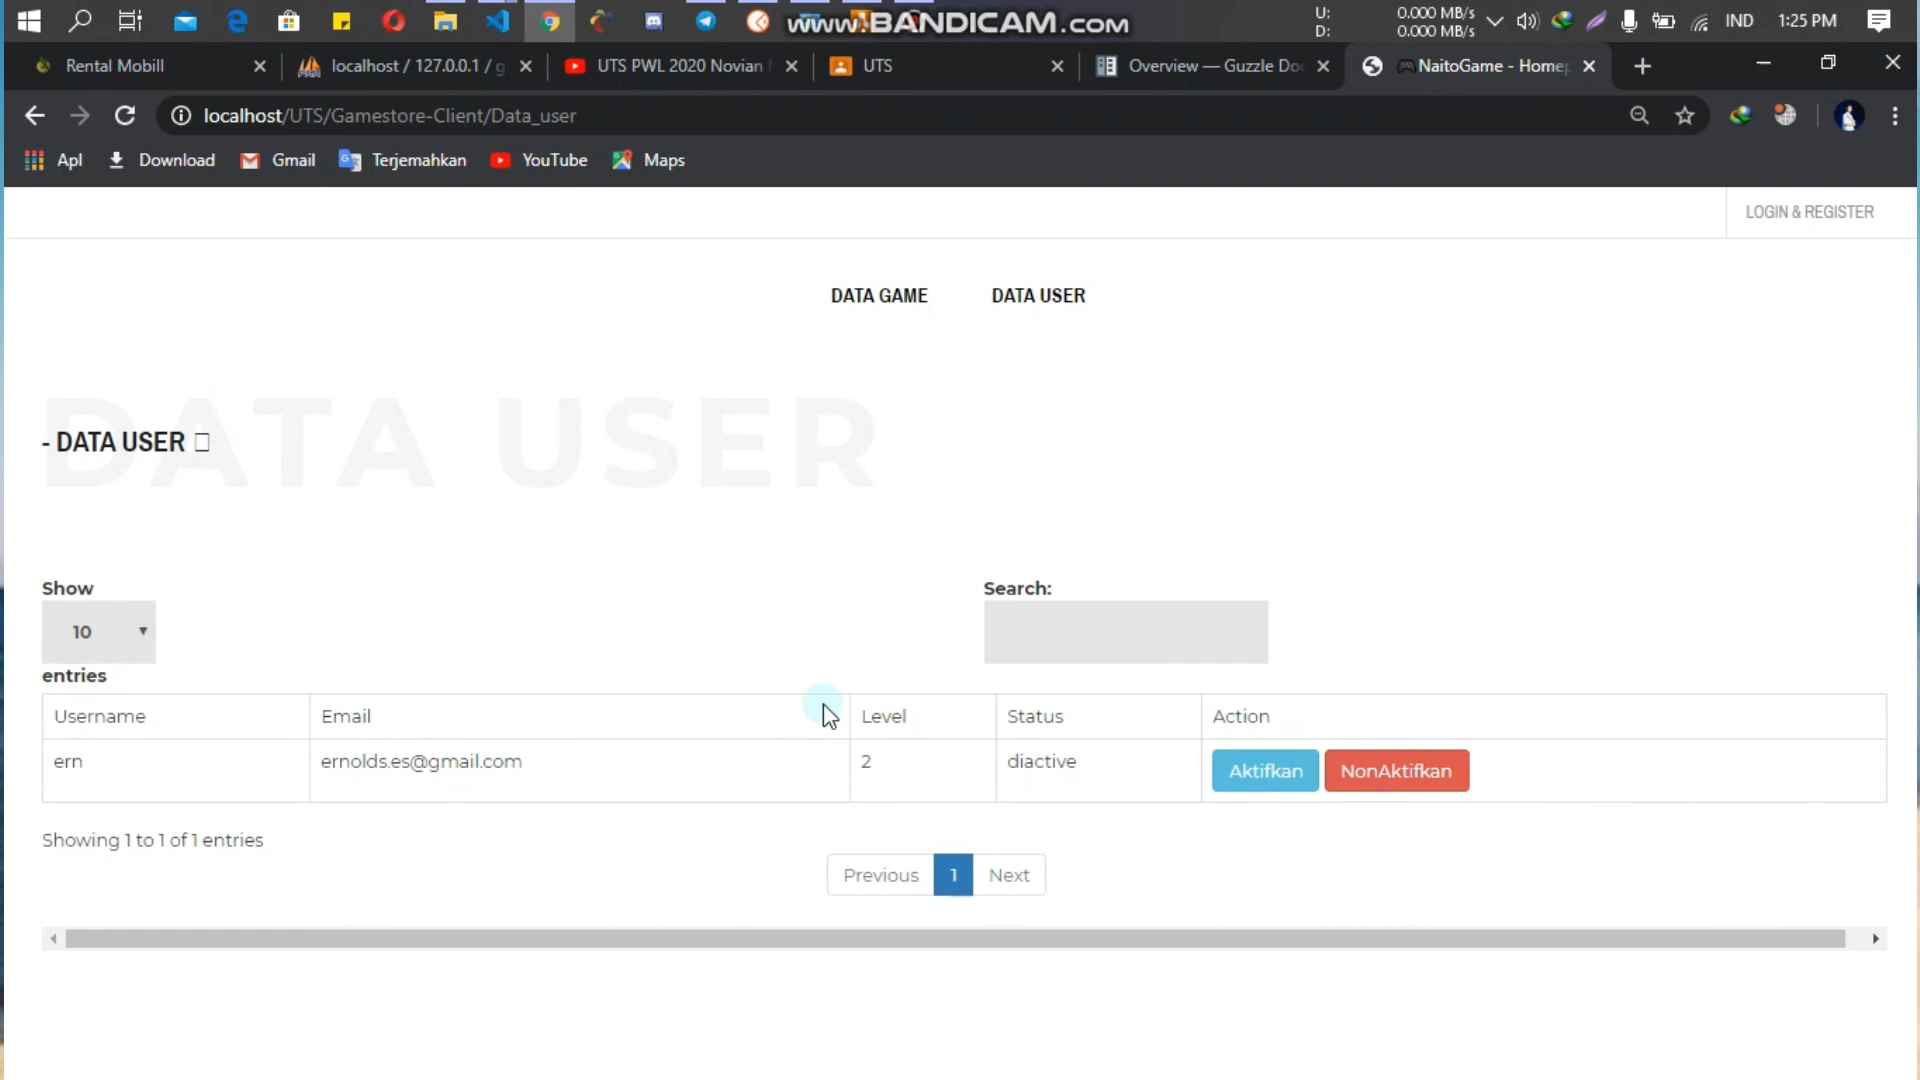 www.BANDICAM.com
U: 0.000 MB/s
D: 0.000 MB/s
IND 1:25 PM
Rental Mobill
localhost / 127.0.0.1 / g
UTS PWL 2020 Novian
UTS
Overview — Guzzle Do
NaitoGame - Home
localhost/UTS/Gamestore-Client/Data_user
Apl Download Gmail Terjemahkan YouTube Maps
LOGIN & REGISTER
DATA GAME DATA USER
DATA USER
- DATA USER
Show
10
entries
Search:
Username Email Level Status Action
ern ernolds.es@gmail.com 2 diactive Aktifkan NonAktifkan
Showing 1 to 1 of 1 entries
Previous 1 Next